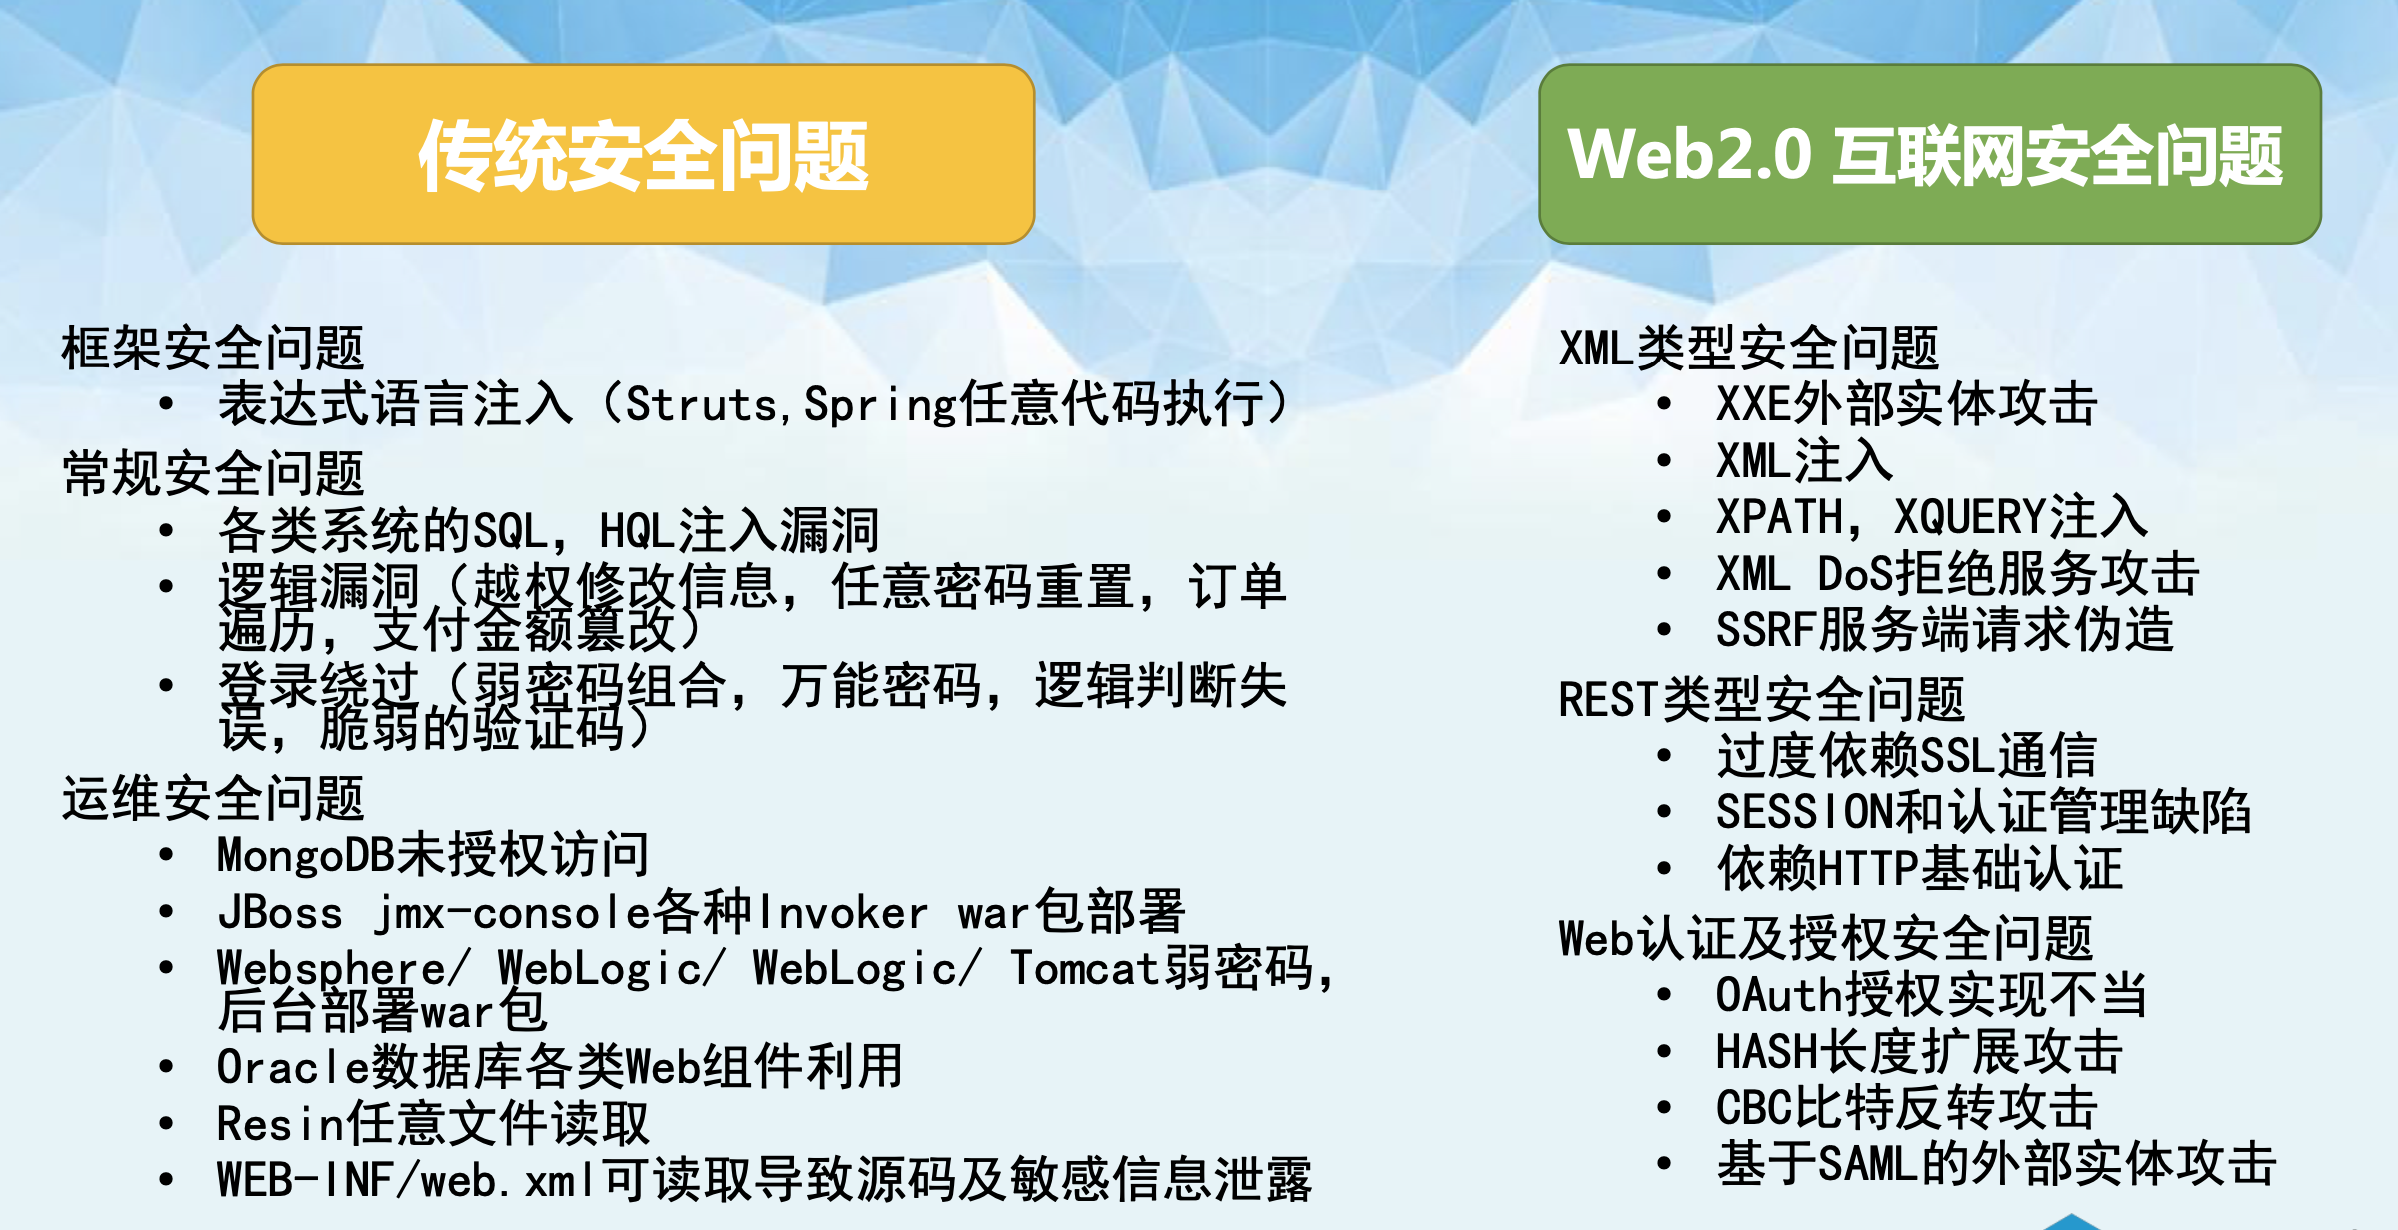 传统安全问题
框架安全问题
• 表达式语言注入（Struts,Spring任意代码执行）
常规安全问题
• 各类系统的SQL，HQL注入漏洞
• 逻辑漏洞（越权修改信息，任意密码重置，订单
遍历，支付金额篡改）
• 登录绕过（弱密码组合，万能密码，逻辑判断失
误，脆弱的验证码）
运维安全问题
• MongoDB未授权访问
• JBoss jmx-console各种Invoker war包部署
• Websphere/ WebLogic/ WebLogic/ Tomcat弱密码，
后台部署war包
• Oracle数据库各类Web组件利用
• Resin任意文件读取
• WEB-INF/web.xml可读取导致源码及敏感信息泄露
Web2.0 互联网安全问题
XML类型安全问题
• XXE外部实体攻击
• XML注入
• XPATH，XQUERY注入
• XML DoS拒绝服务攻击
• SSRF服务端请求伪造
REST类型安全问题
• 过度依赖SSL通信
• SESSION和认证管理缺陷
• 依赖HTTP基础认证
Web认证及授权安全问题
• OAuth授权实现不当
• HASH长度扩展攻击
• CBC比特反转攻击
• 基于SAML的外部实体攻击